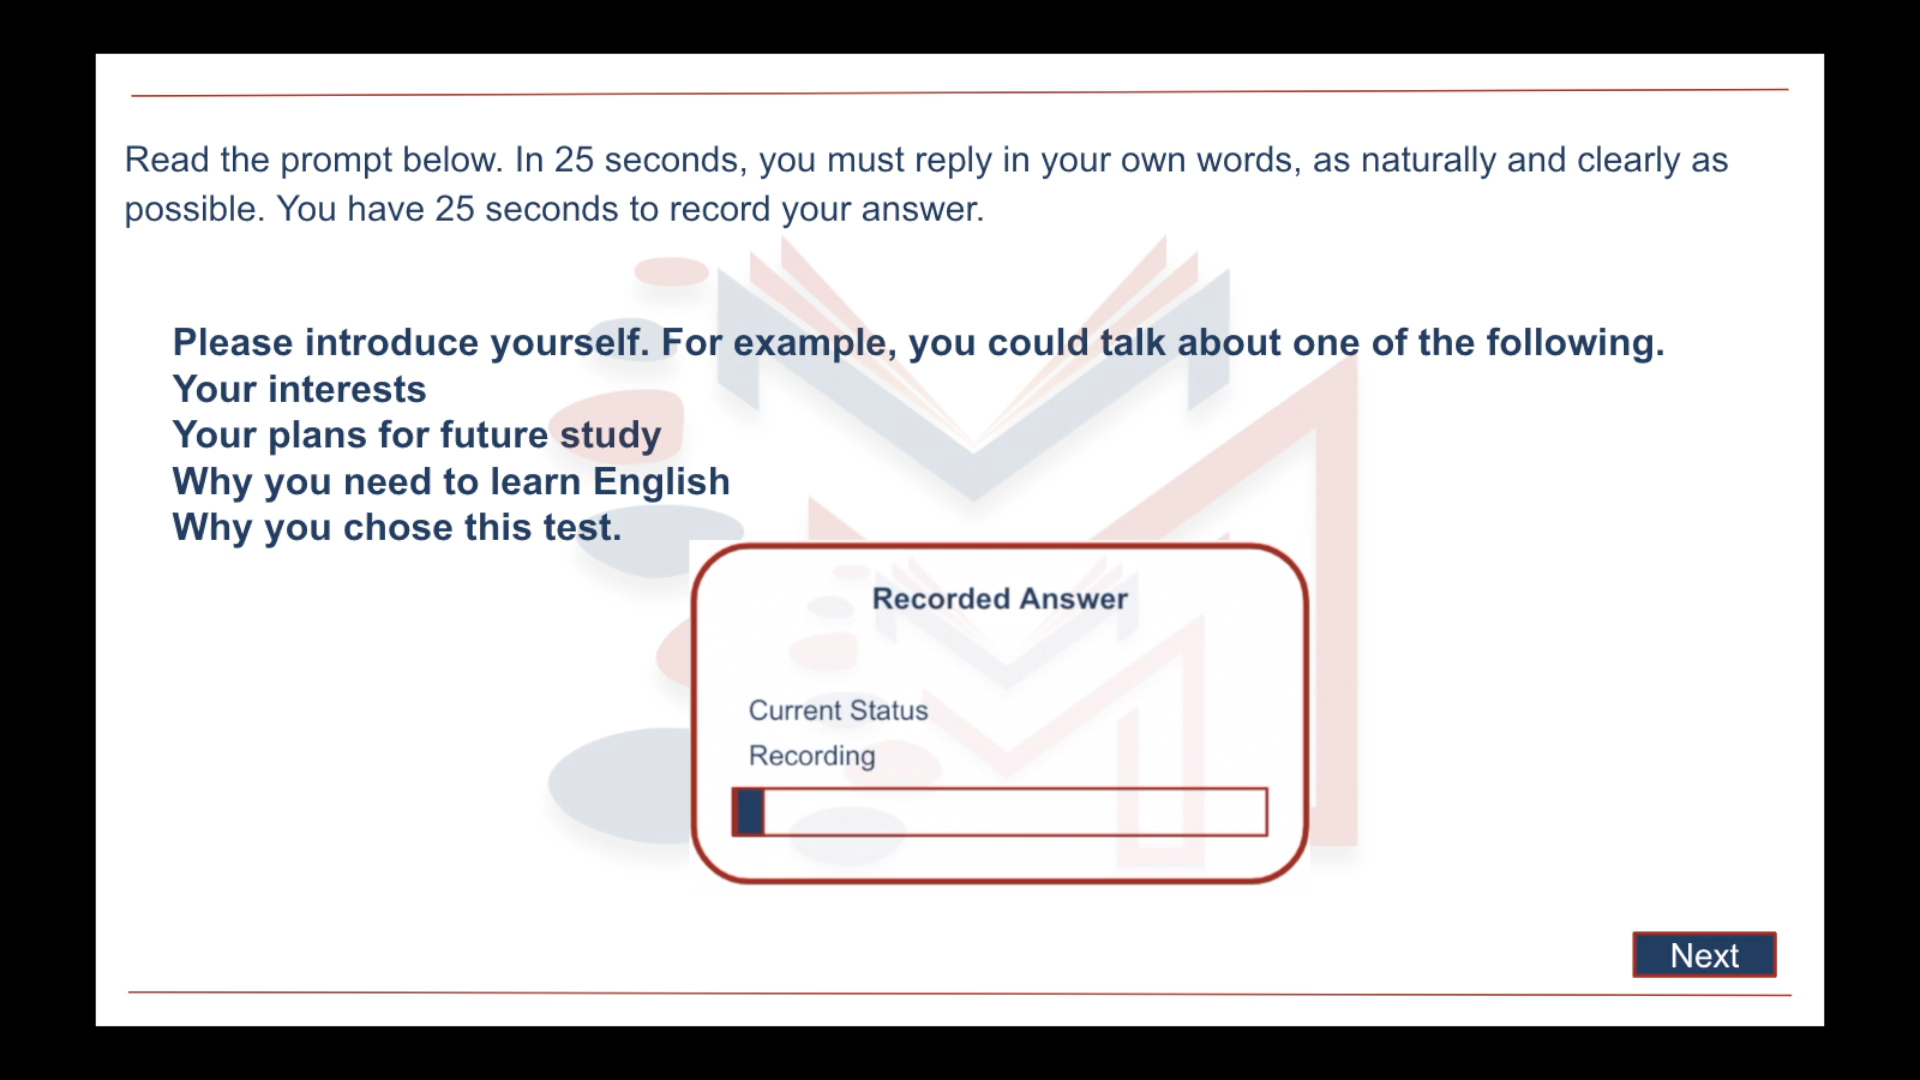 Read the prompt below. In 25 seconds, you must reply in your own words, as naturally and clearly as
possible. You have 25 seconds to record your answer.
Please introduce yourself. For example, you could talk about one of the following.
Your interests
Your plans for future study
Why you need to learn English
Why you chose this test.
Recorded Answer
Current Status
Recording
Next